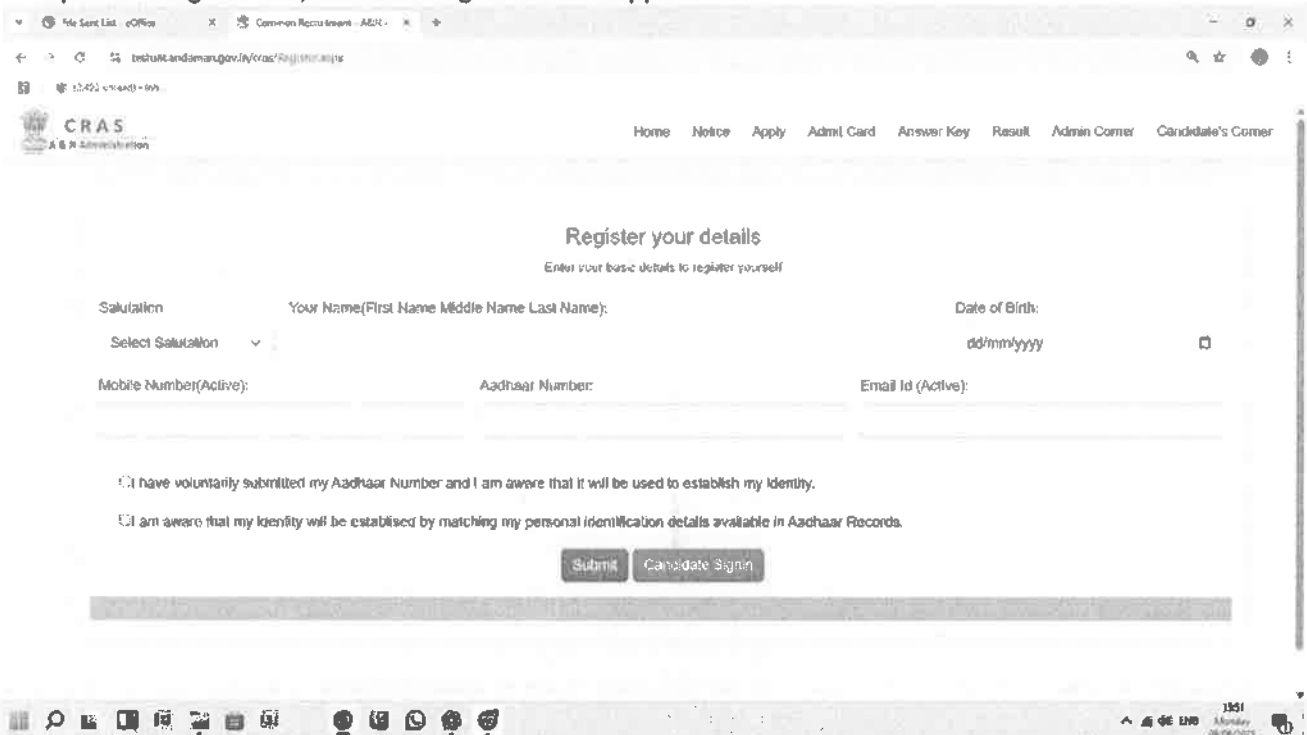 File Sent List - eOffice
Common Recruitment - A&N -
CRAS
A & N Administration
Home Notice Apply Admit Card Answer Key Result Admin Corner Candidate's Corner
Register your details
Enter your basic details to register yourself
Salutation Your Name(First Name Middle Name Last Name): Date of Birth:
Select Salutation dd/mm/yyyy
Mobile Number(Active): Aadhaar Number: Email Id (Active):
I have voluntarily submitted my Aadhaar Number and I am aware that it will be used to establish my identity.
I am aware that my identity will be establised by matching my personal identification details available in Aadhaar Records.
Submit Candidate Signin
ENG
Monday